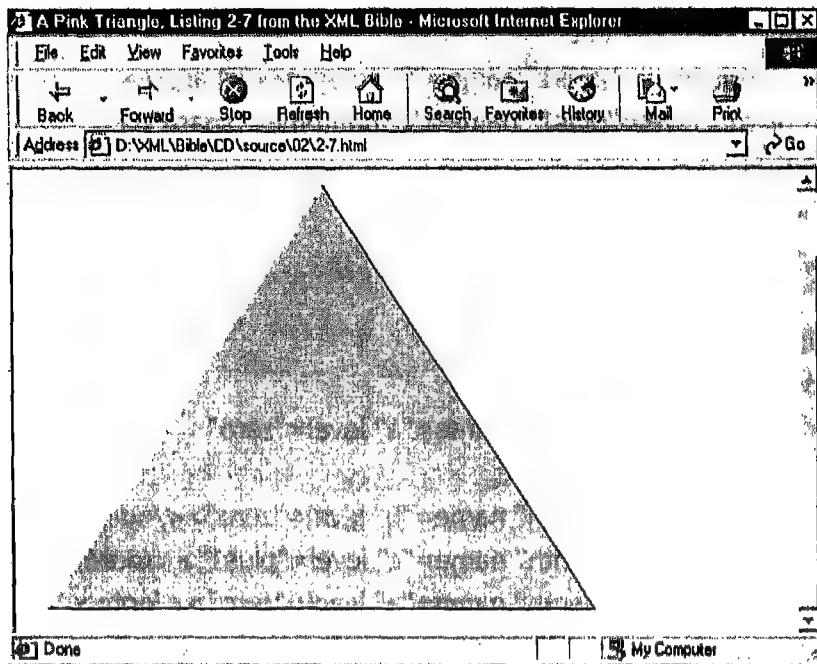 A Pink Triangle, Listing 2-7 from the XML Bible - Microsoft Internet Explorer
File Edit View Favorites Tools Help
Back Forward Stop Refresh Home Search Favorites History Mail Print »
Address D:\XML\Bible\CD\source\02\2-7.html Go
Done My Computer